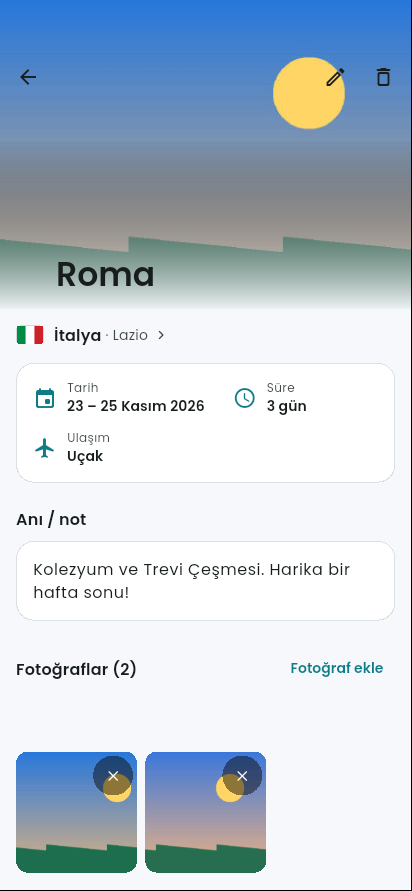 Roma
İtalya · Lazio
Tarih
23 – 25 Kasım 2026
Süre
3 gün
Ulaşım
Uçak
Anı / not
Kolezyum ve Trevi Çeşmesi. Harika bir
hafta sonu!
Fotoğraflar (2)
Fotoğraf ekle